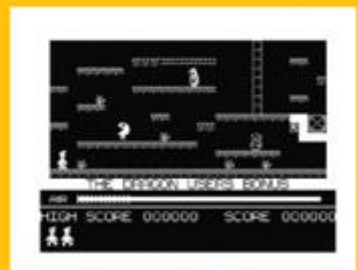 THE DRAGON USERS BONUS
AIR
HIGH SCORE 000000 SCORE 000000